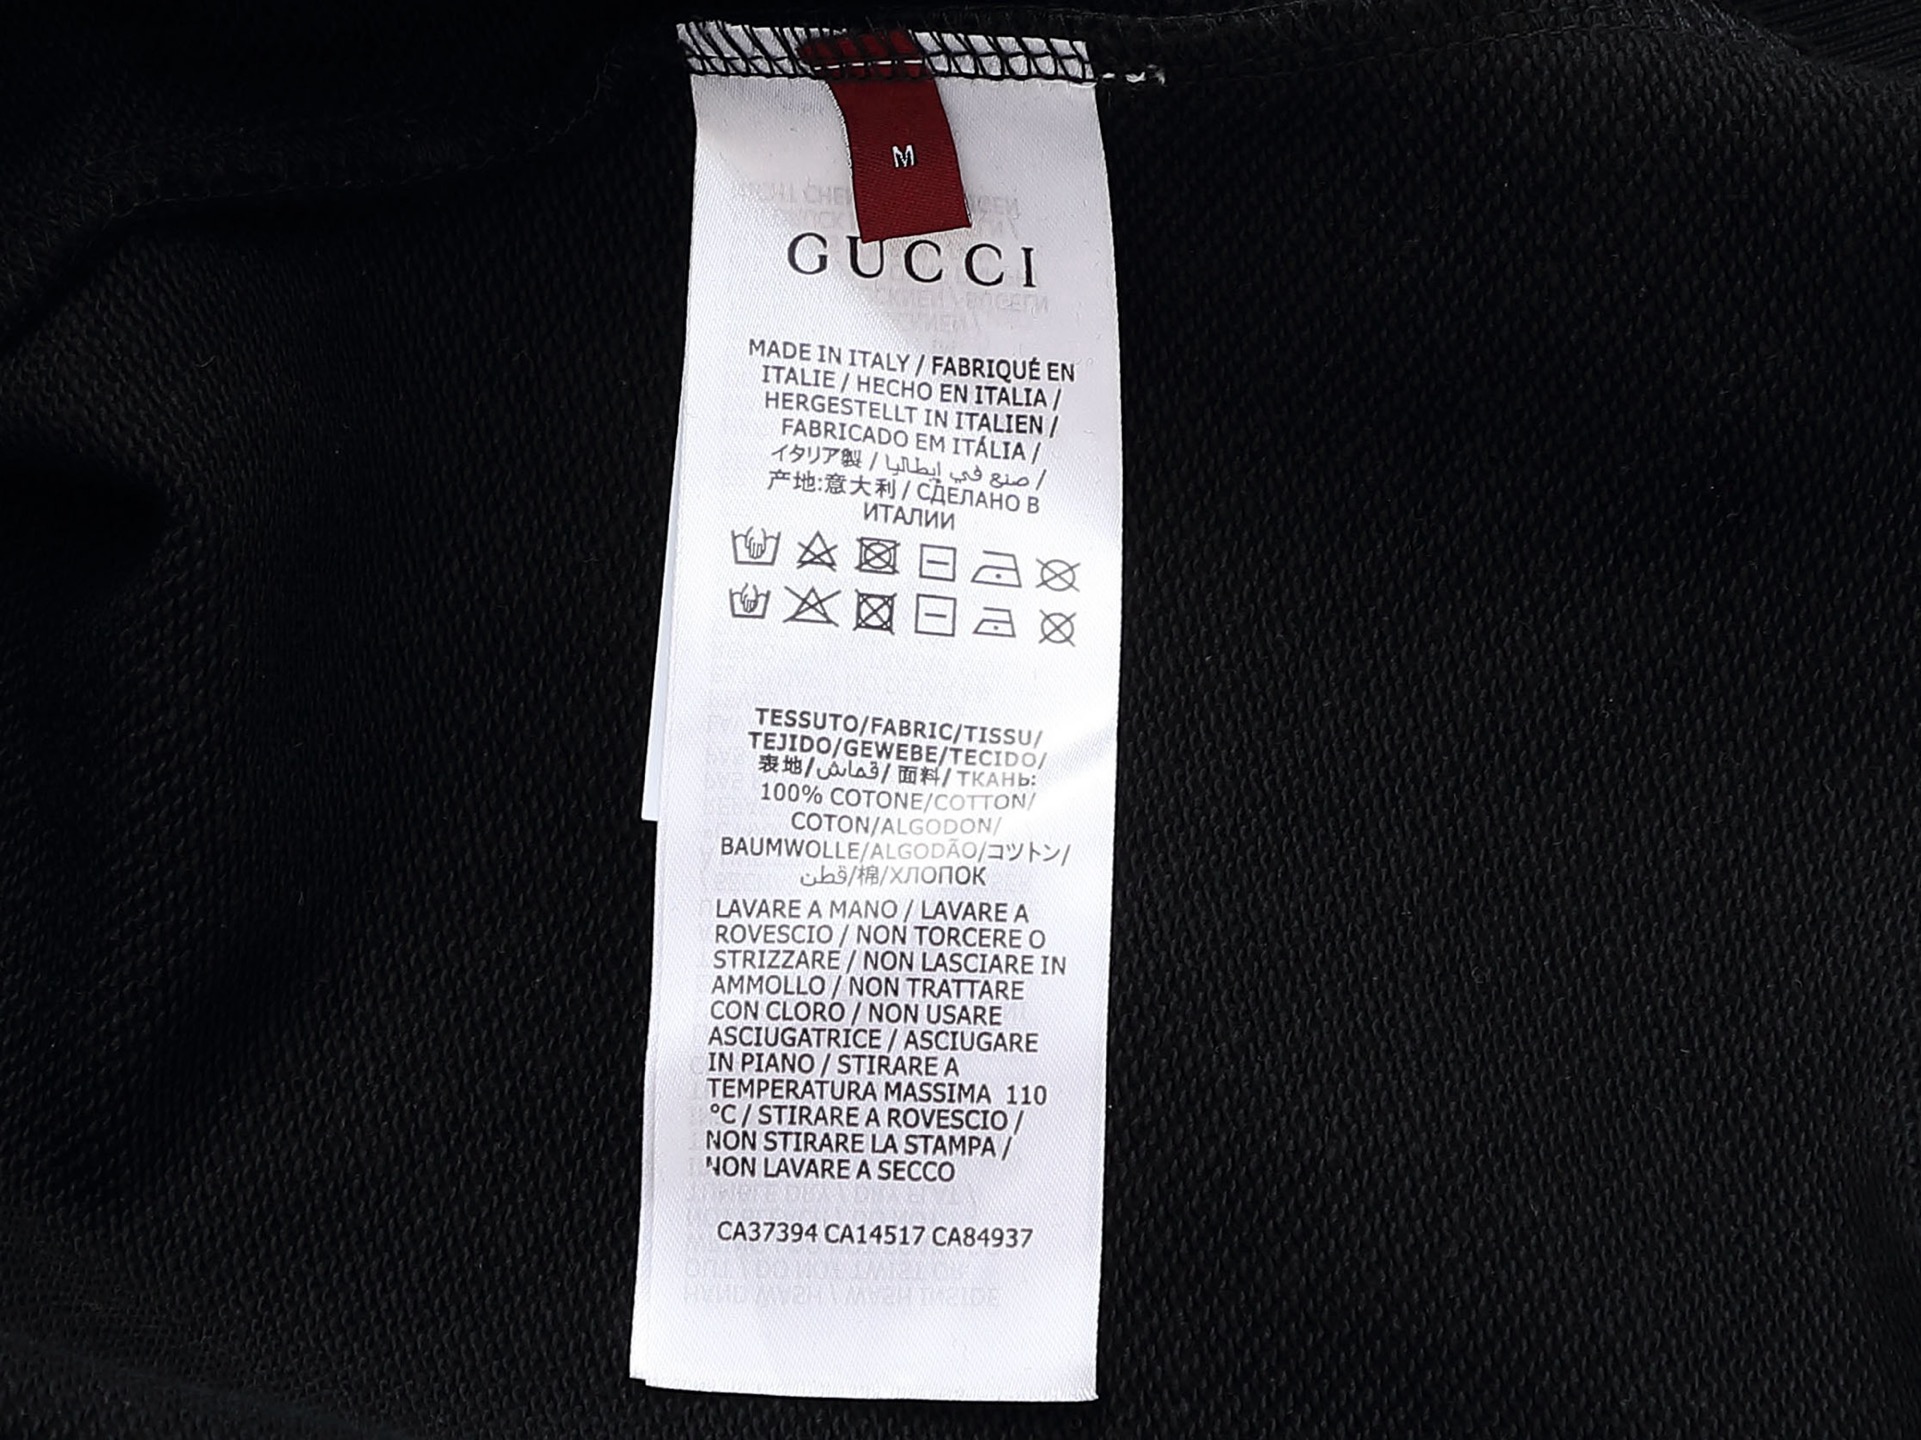 M
GUCCI
MADE IN ITALY / FABRIQUÉ EN
ITALIE / HECHO EN ITALIA /
HERGESTELLT IN ITALIEN /
FABRICADO EM ITÁLIA /
イタリア製 / صنع في إيطاليا /
产地:意大利 / СДЕЛАНО В
ИТАЛИИ
TESSUTO/FABRIC/TISSU/
TEJIDO/GEWEBE/TECIDO/
表地/قماش/ 面料/ ТКАНЬ:
100% COTONE/COTTON/
COTON/ALGODON/
BAUMWOLLE/ALGODÃO/コツトン/
قطن/棉/ХЛОПОК
LAVARE A MANO / LAVARE A
ROVESCIO / NON TORCERE O
STRIZZARE / NON LASCIARE IN
AMMOLLO / NON TRATTARE
CON CLORO / NON USARE
ASCIUGATRICE / ASCIUGARE
IN PIANO / STIRARE A
TEMPERATURA MASSIMA 110
°C / STIRARE A ROVESCIO /
NON STIRARE LA STAMPA /
NON LAVARE A SECCO
CA37394 CA14517 CA84937